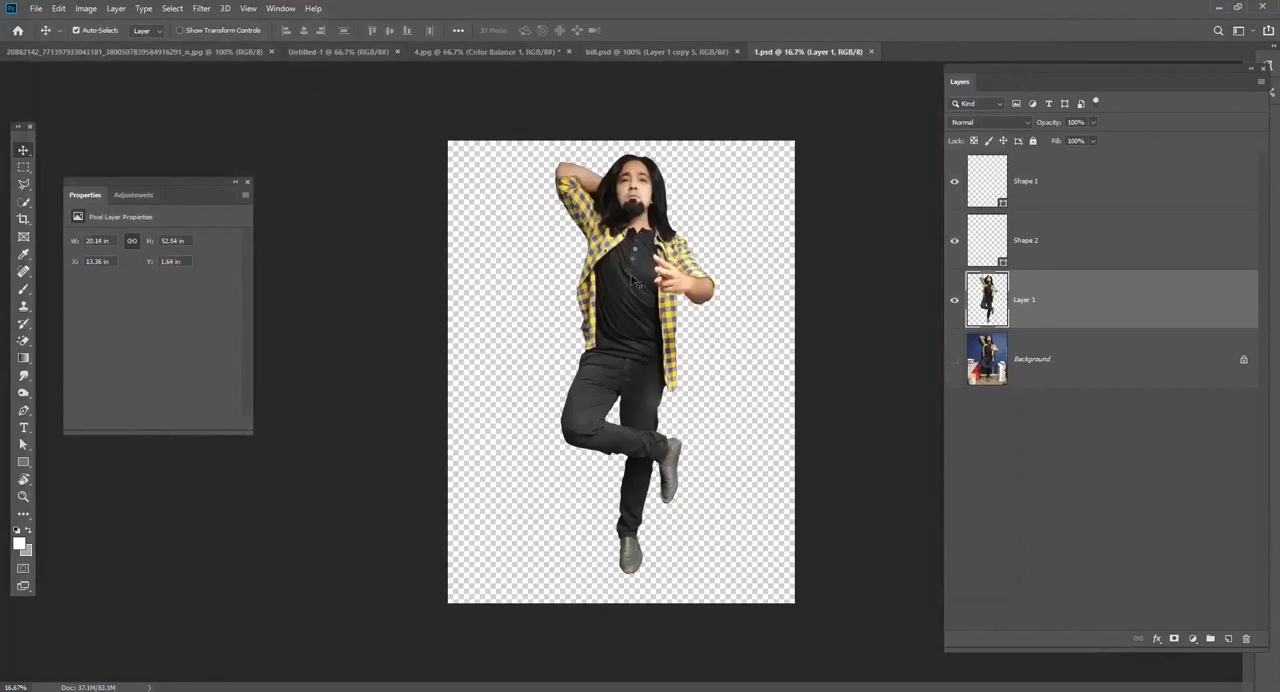 Ps File Edit Image Layer Type Select Filter 3D View Window Help
Auto-Select: Layer Show Transform Controls 3D Mode:
20882142_771397933043181_3800507839584916291_n.jpg @ 100% (RGB/8) Untitled-1 @ 66.7% (RGB/8#) 4.jpg @ 66.7% (Color Balance 1, RGB/8#) * bill.psd @ 100% (Layer 1 copy 5, RGB/8#) 1.psd @ 16.7% (Layer 1, RGB/8)
Layers
Kind
Normal Opacity: 100%
Lock: Fill: 100%
Shape 1
Shape 2
Layer 1
Background
Properties Adjustments
Pixel Layer Properties
W: 20.14 in H: 52.54 in
X: 13.36 in Y: 1.64 in
T
16.67% Doc: 37.1M/83.1M